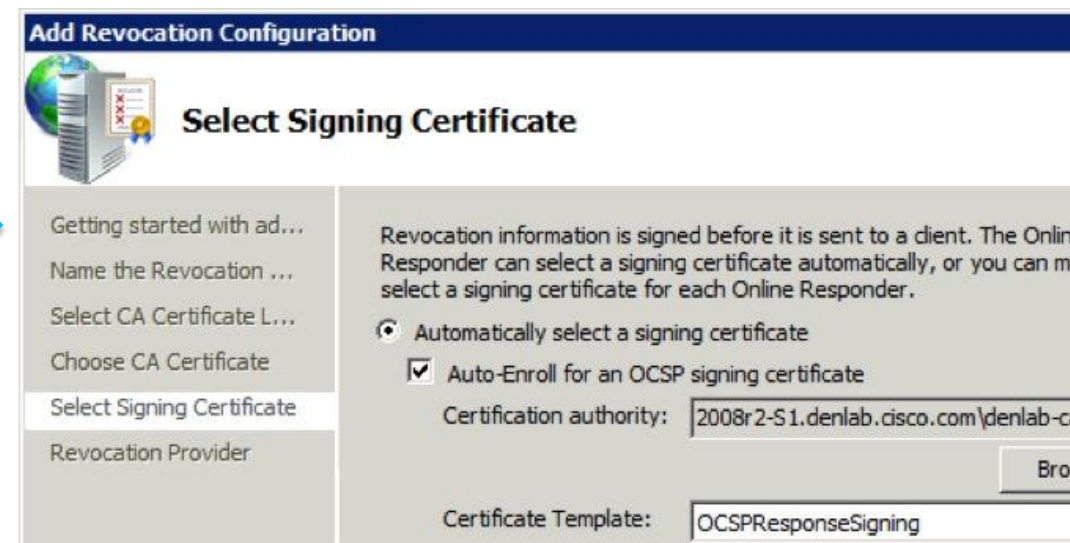 Add Revocation Configuration
Select Signing Certificate
Getting started with ad...
Name the Revocation ...
Select CA Certificate L...
Choose CA Certificate
Select Signing Certificate
Revocation Provider
Revocation information is signed before it is sent to a client. The Onlin
Responder can select a signing certificate automatically, or you can m
select a signing certificate for each Online Responder.
Automatically select a signing certificate
Auto-Enroll for an OCSP signing certificate
Certification authority: 2008r2-S1.denlab.cisco.com\denlab-c
Bro
Certificate Template: OCSPResponseSigning